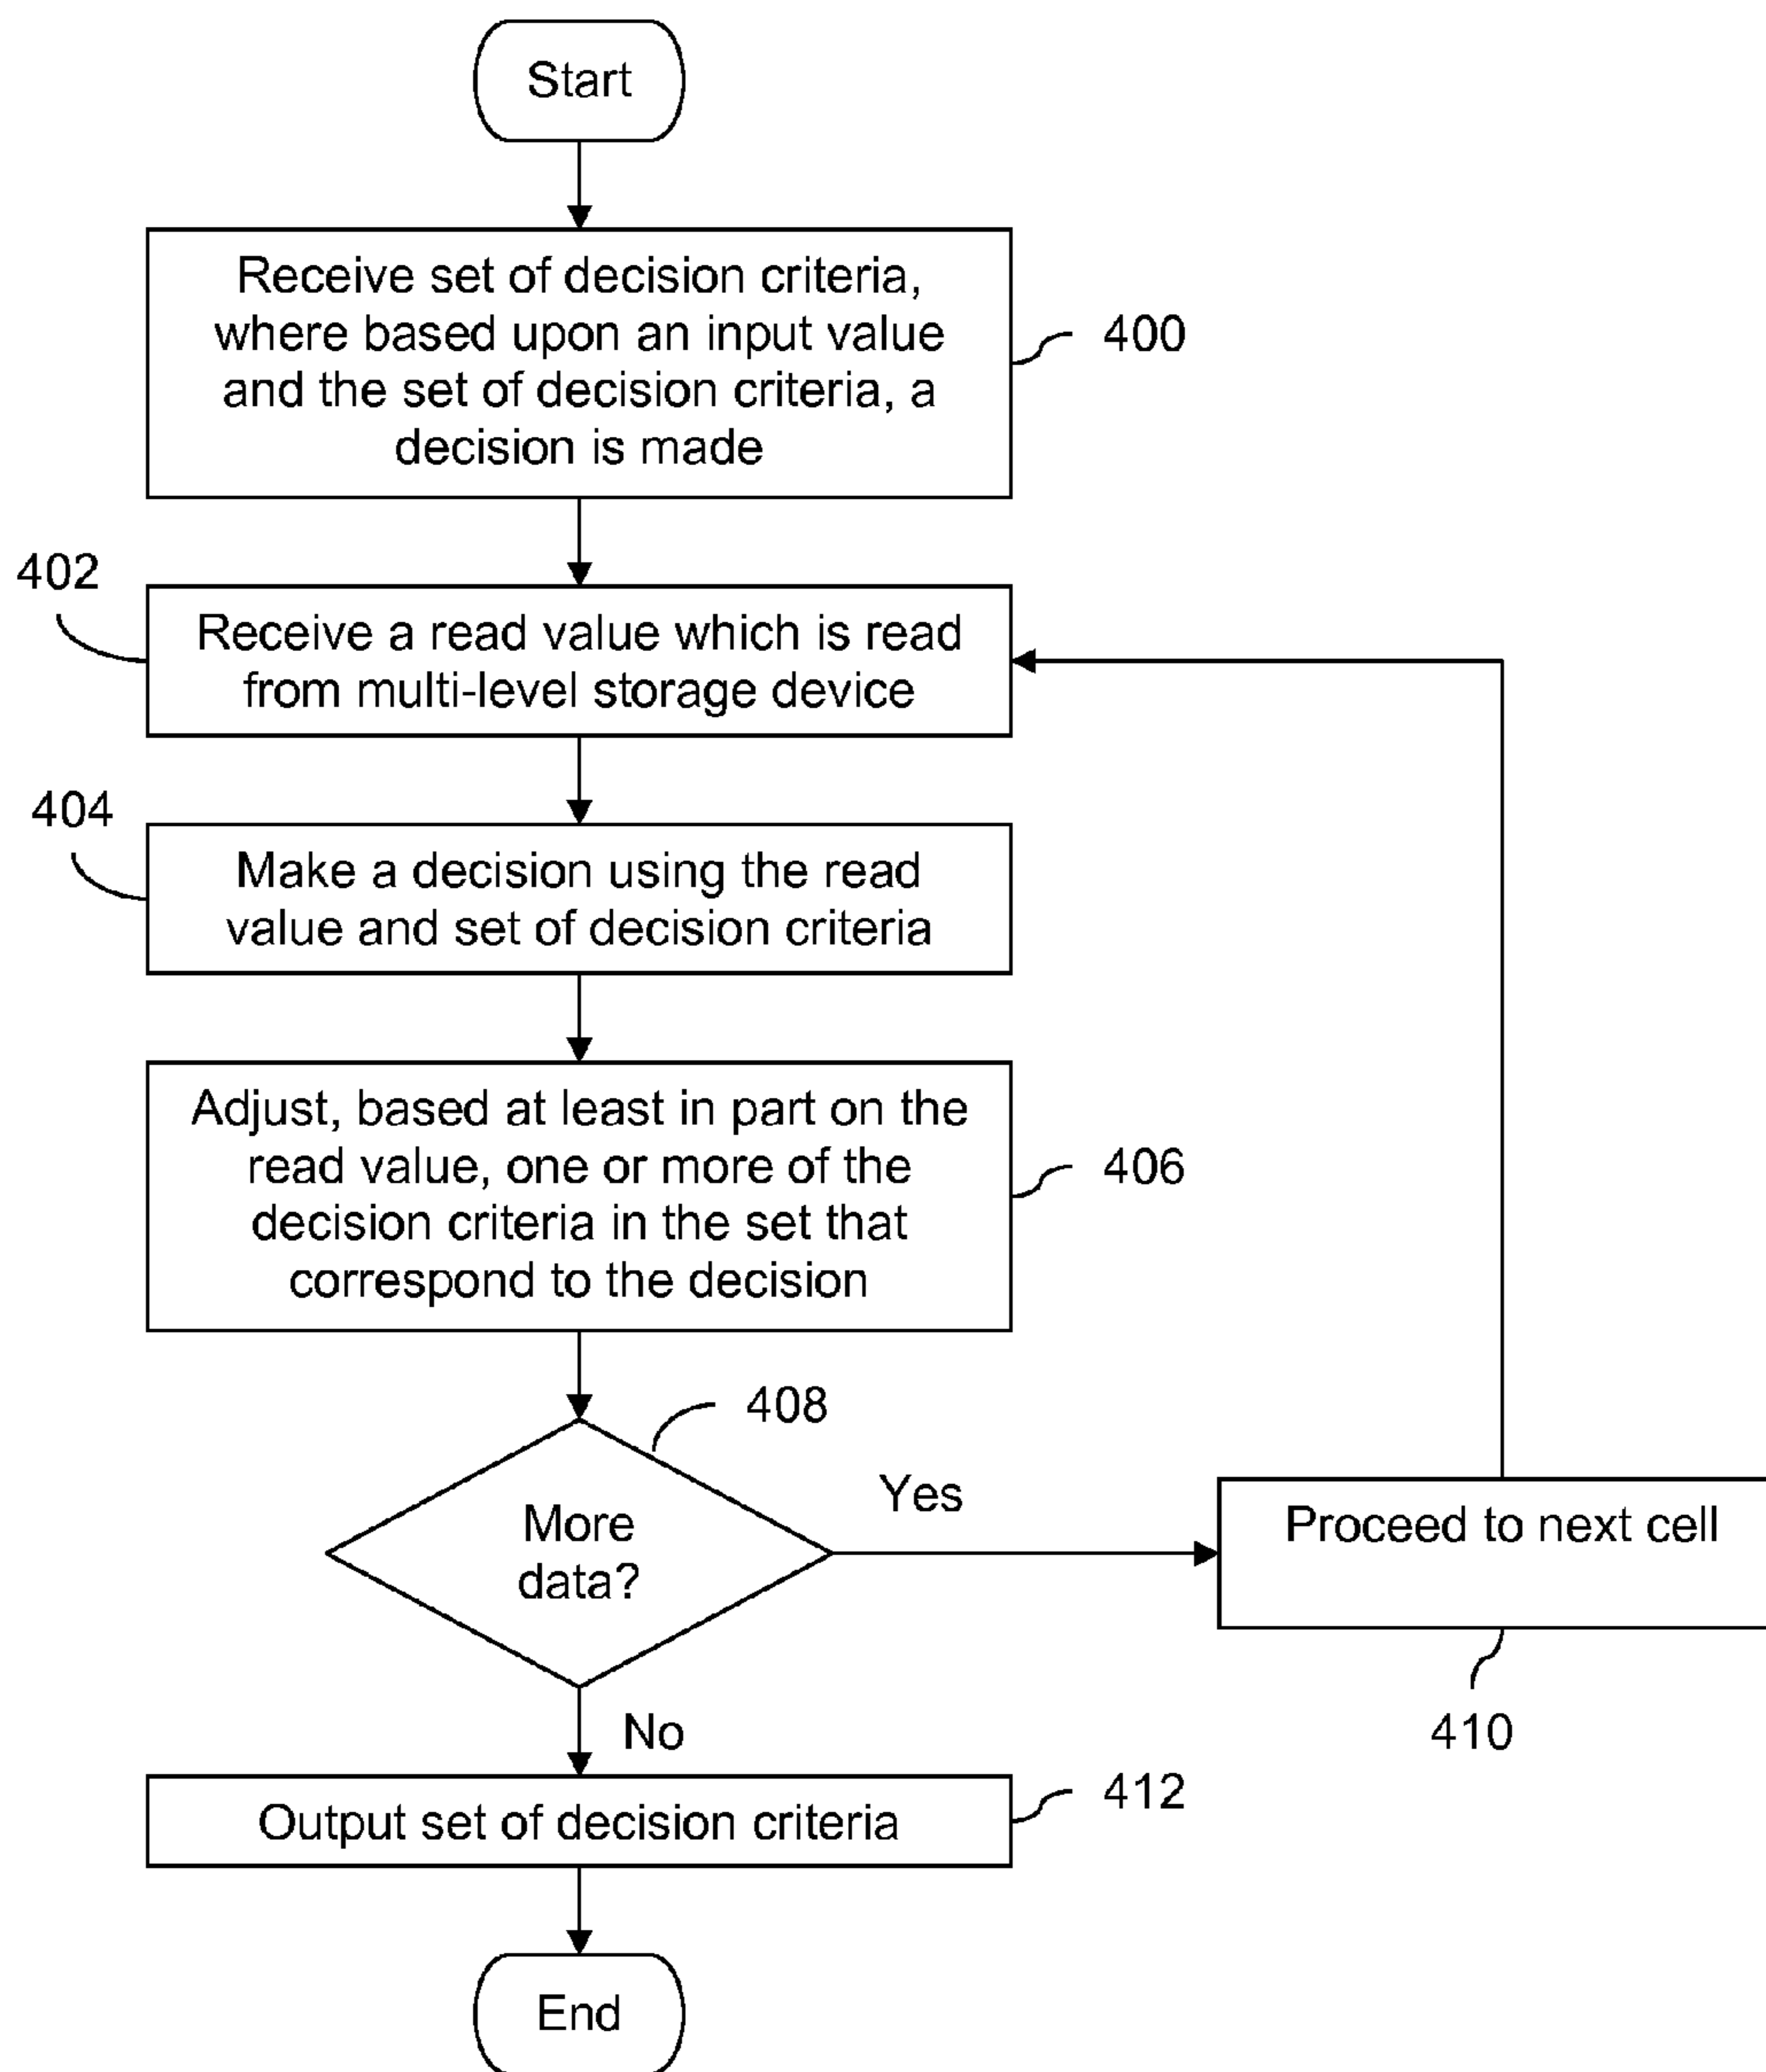 Start
Receive set of decision criteria,
where based upon an input value
and the set of decision criteria, a
decision is made
400
402
Receive a read value which is read
from multi-level storage device
404
Make a decision using the read
value and set of decision criteria
Adjust, based at least in part on the
read value, one or more of the
decision criteria in the set that
correspond to the decision
406
408
More
data?
Yes
Proceed to next cell
410
No
Output set of decision criteria
412
End